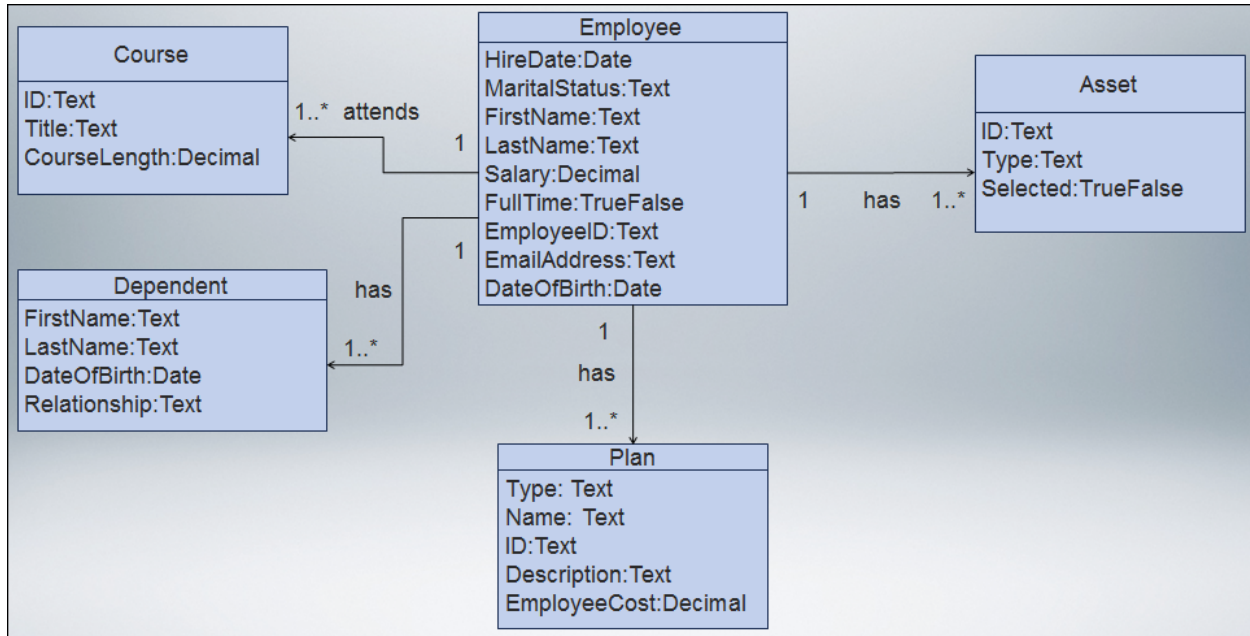 Course
ID:Text
Title:Text
CourseLength:Decimal
1..* attends
1
Employee
HireDate:Date
MaritalStatus:Text
FirstName:Text
LastName:Text
Salary:Decimal
FullTime:TrueFalse
EmployeeID:Text
EmailAddress:Text
DateOfBirth:Date
1 has 1..*
Asset
ID:Text
Type:Text
Selected:TrueFalse
1
has
1..*
Dependent
FirstName:Text
LastName:Text
DateOfBirth:Date
Relationship:Text
1
has
1..*
Plan
Type: Text
Name: Text
ID:Text
Description:Text
EmployeeCost:Decimal